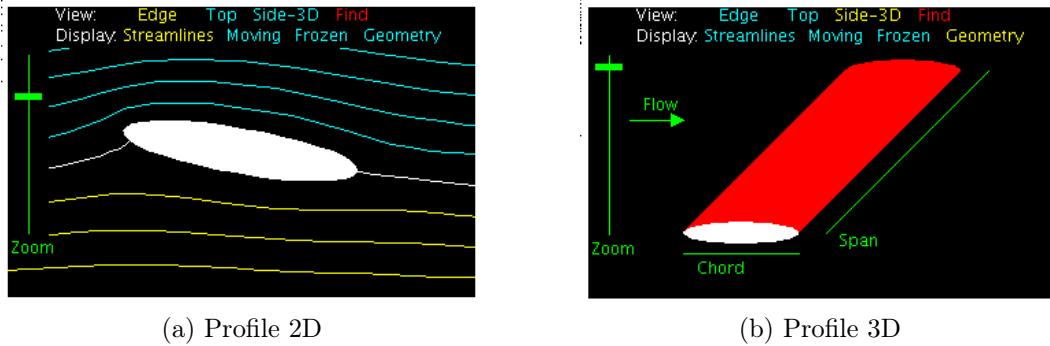 View: Edge Top Side-3D Find
Display: Streamlines Moving Frozen Geometry
Zoom
(a) Profile 2D
View: Edge Top Side-3D Find
Display: Streamlines Moving Frozen Geometry
Flow
Zoom
Span
Chord
(b) Profile 3D